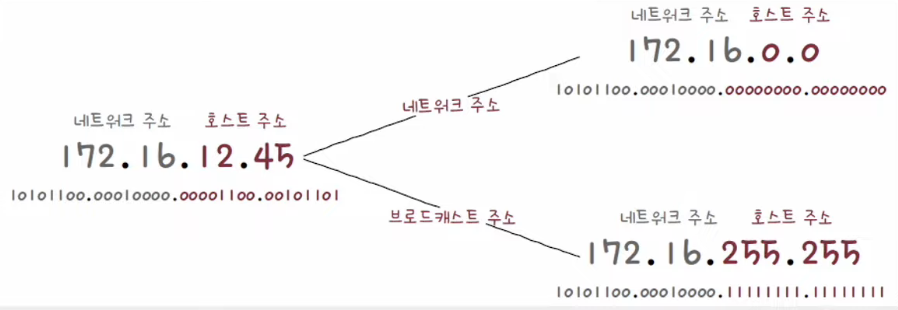 네트워크 주소 호스트 주소
172.16.0.0
10101100.00010000.00000000.00000000
네트워크 주소
네트워크 주소 호스트 주소
172.16.12.45
10101100.00010000.00001100.00101101
브로드캐스트 주소
네트워크 주소 호스트 주소
172.16.255.255
10101100.00010000.11111111.11111111